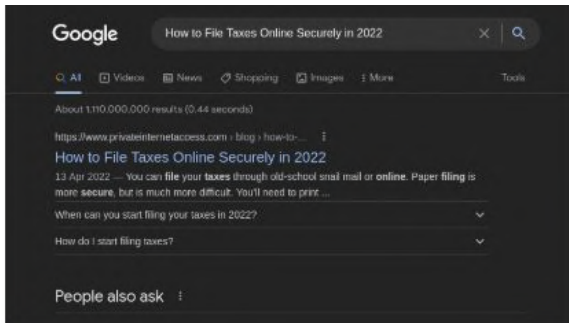 Google
How to File Taxes Online Securely in 2022
All Videos News Shopping Images More Tools
About 1,110,000,000 results (0.44 seconds)
https://www.privateinternetaccess.com › blog › how-to-...
How to File Taxes Online Securely in 2022
13 Apr 2022 — You can file your taxes through old-school snail mail or online. Paper filing is
more secure, but is much more difficult. You'll need to print ...
When can you start filing your taxes in 2022?
How do I start filing taxes?
People also ask